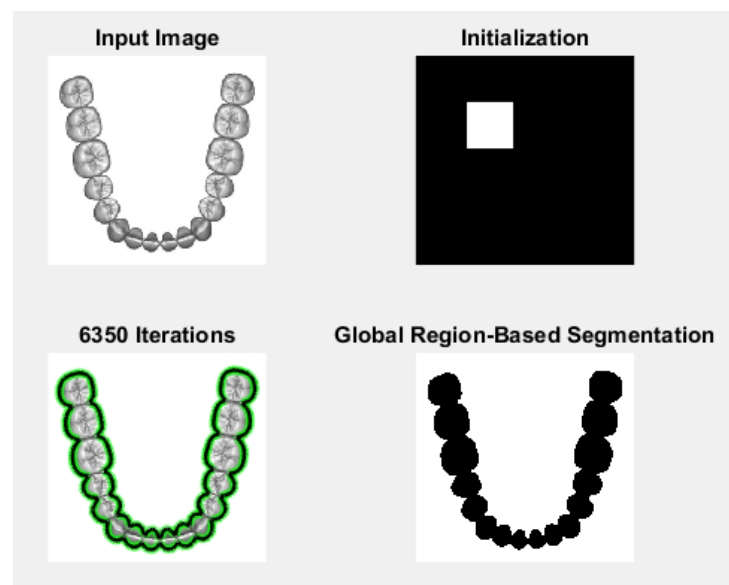 Input Image
Initialization
6350 Iterations
Global Region-Based Segmentation